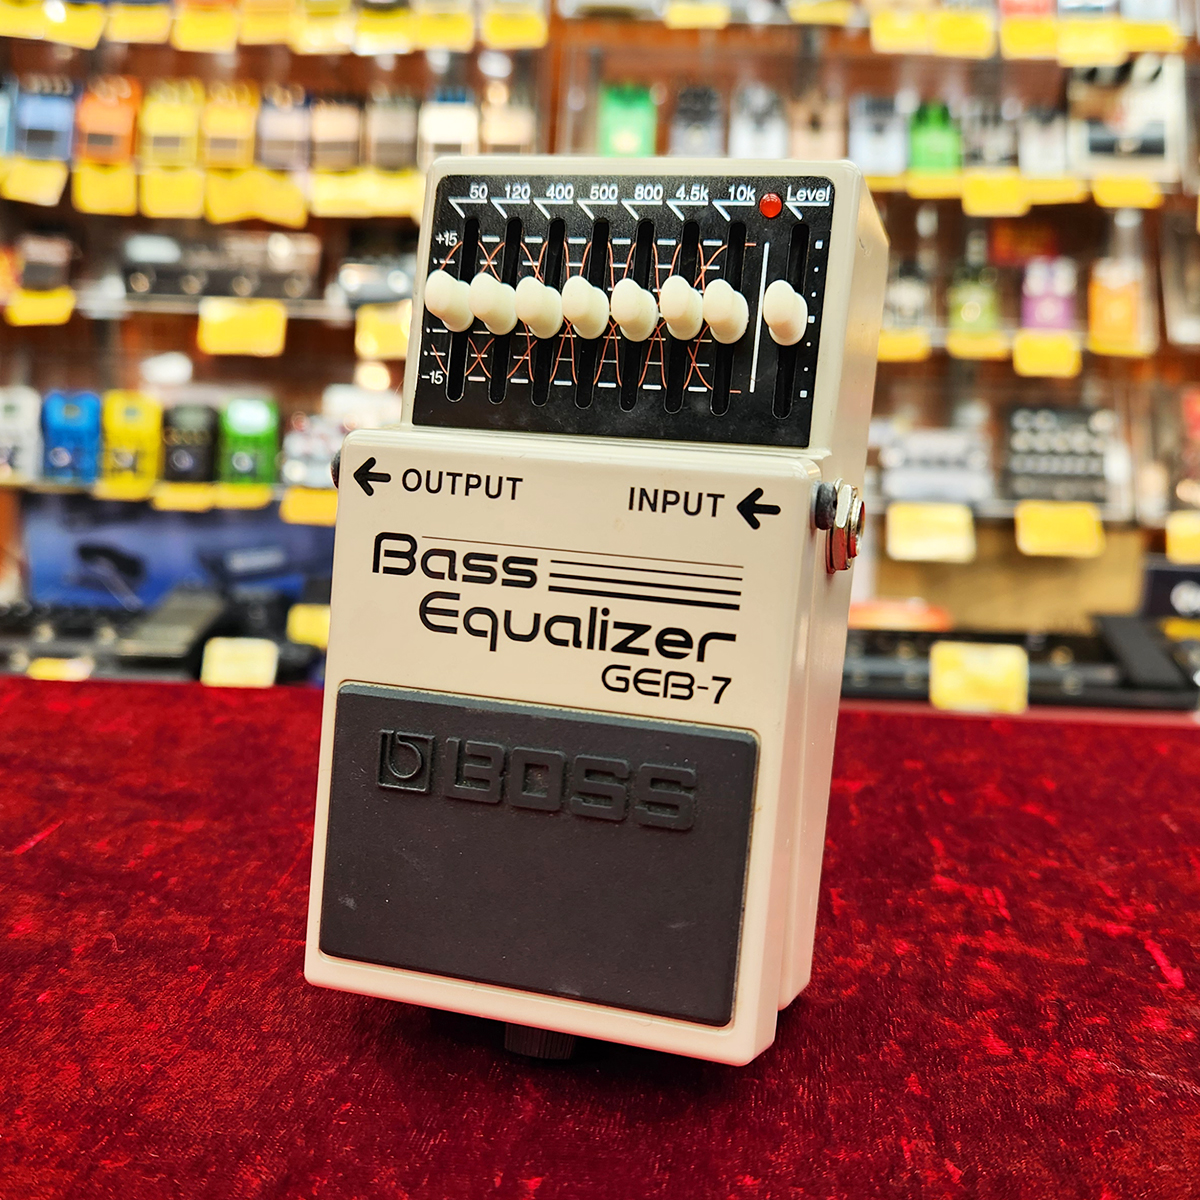 50 120 400 500 800 4.5k 10k Level
+15
-15
OUTPUT
INPUT
Bass
Equalizer
GEB-7
BOSS